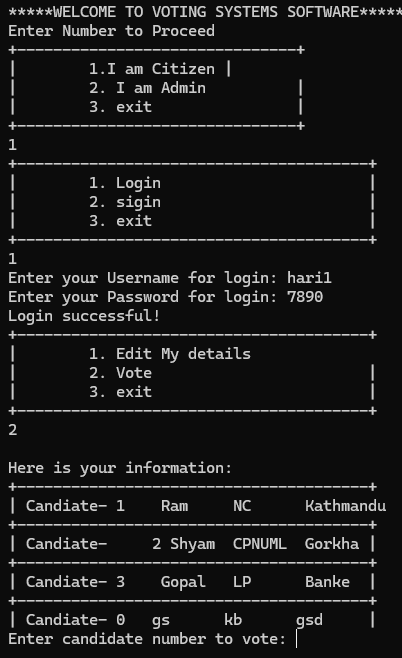 *****WELCOME TO VOTING SYSTEMS SOFTWARE*****
Enter Number to Proceed
+-------------------------------+
|        1.I am Citizen |
|        2. I am Admin          |
|        3. exit                |
+-------------------------------+
1
+---------------------------------------+
|        1. Login                       |
|        2. sigin                       |
|        3. exit                        |
+---------------------------------------+
1
Enter your Username for login: hari1
Enter your Password for login: 7890
Login successful!
+---------------------------------------+
|        1. Edit My details
|        2. Vote                        |
|        3. exit                        |
+---------------------------------------+
2

Here is your information:
+---------------------------------------+
| Candiate- 1    Ram     NC      Kathmandu
+---------------------------------------+
| Candiate-     2 Shyam  CPNUML  Gorkha |
+---------------------------------------+
| Candiate- 3    Gopal   LP      Banke  |
+---------------------------------------+
| Candiate- 0   gs      kb      gsd     |
Enter candidate number to vote: